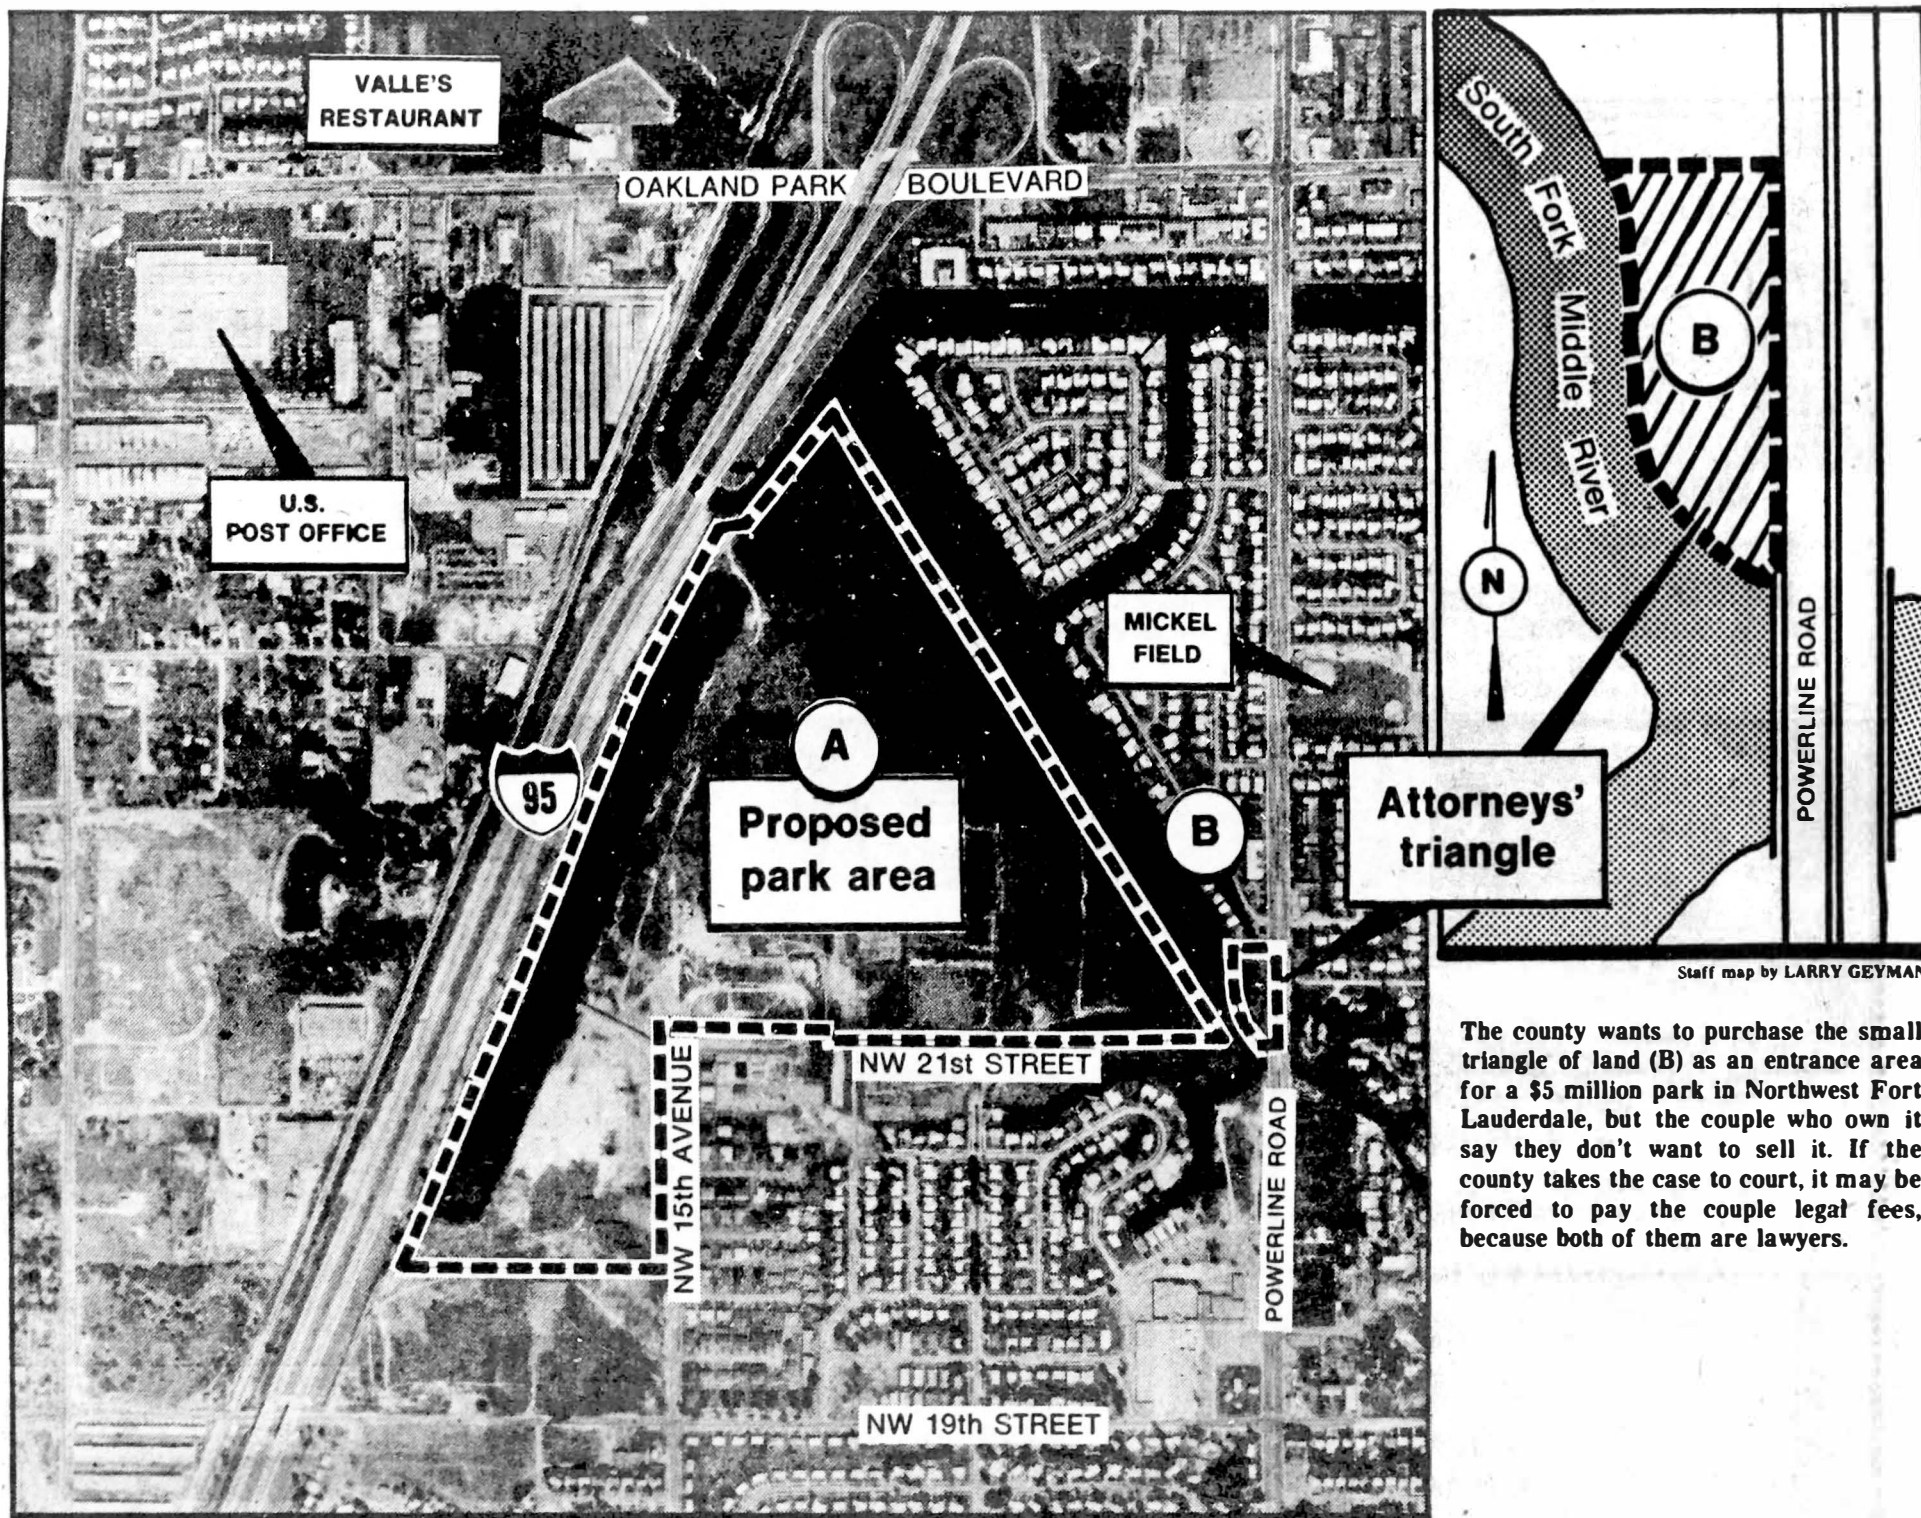 VALLE'S
RESTAURANT
OAKLAND PARK BOULEVARD
U.S.
POST OFFICE
MICKEL
FIELD
95
A
Proposed
park area
B
Attorneys'
triangle
NW 21st STREET
NW 15th AVENUE
POWERLINE ROAD
NW 19th STREET
South Fork Middle River
B
N
POWERLINE ROAD
Staff map by LARRY GEYMAN
The county wants to purchase the small
triangle of land (B) as an entrance area
for a $5 million park in Northwest Fort
Lauderdale, but the couple who own it
say they don't want to sell it. If the
county takes the case to court, it may be
forced to pay the couple legal fees,
because both of them are lawyers.